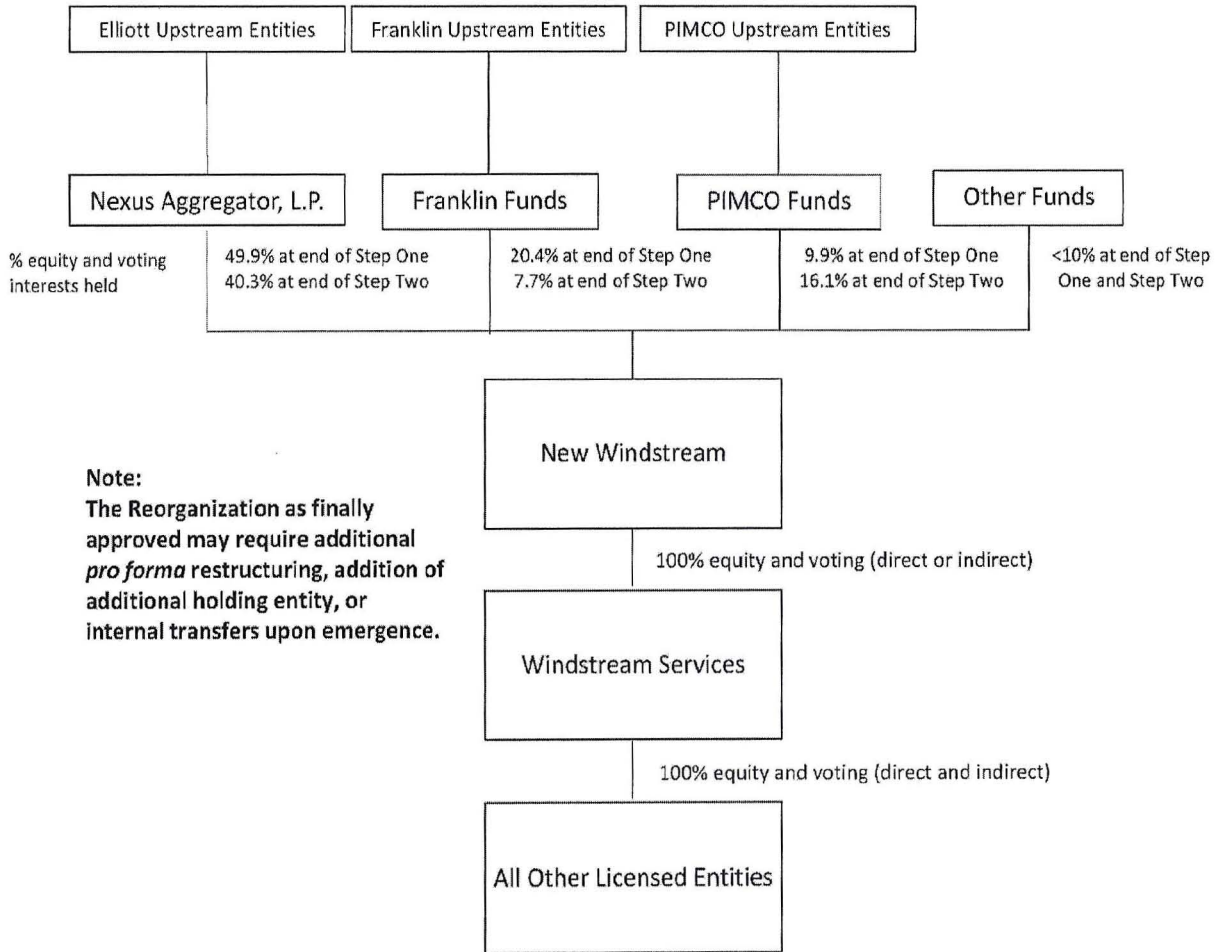 Elliott Upstream Entities
Franklin Upstream Entities
PIMCO Upstream Entities
Nexus Aggregator, L.P.
Franklin Funds
PIMCO Funds
Other Funds
% equity and voting
interests held
49.9% at end of Step One
40.3% at end of Step Two
20.4% at end of Step One
7.7% at end of Step Two
9.9% at end of Step One
16.1% at end of Step Two
<10% at end of Step
One and Step Two
New Windstream
Note:
The Reorganization as finally
approved may require additional
pro forma restructuring, addition of
additional holding entity, or
internal transfers upon emergence.
100% equity and voting (direct or indirect)
Windstream Services
100% equity and voting (direct and indirect)
All Other Licensed Entities